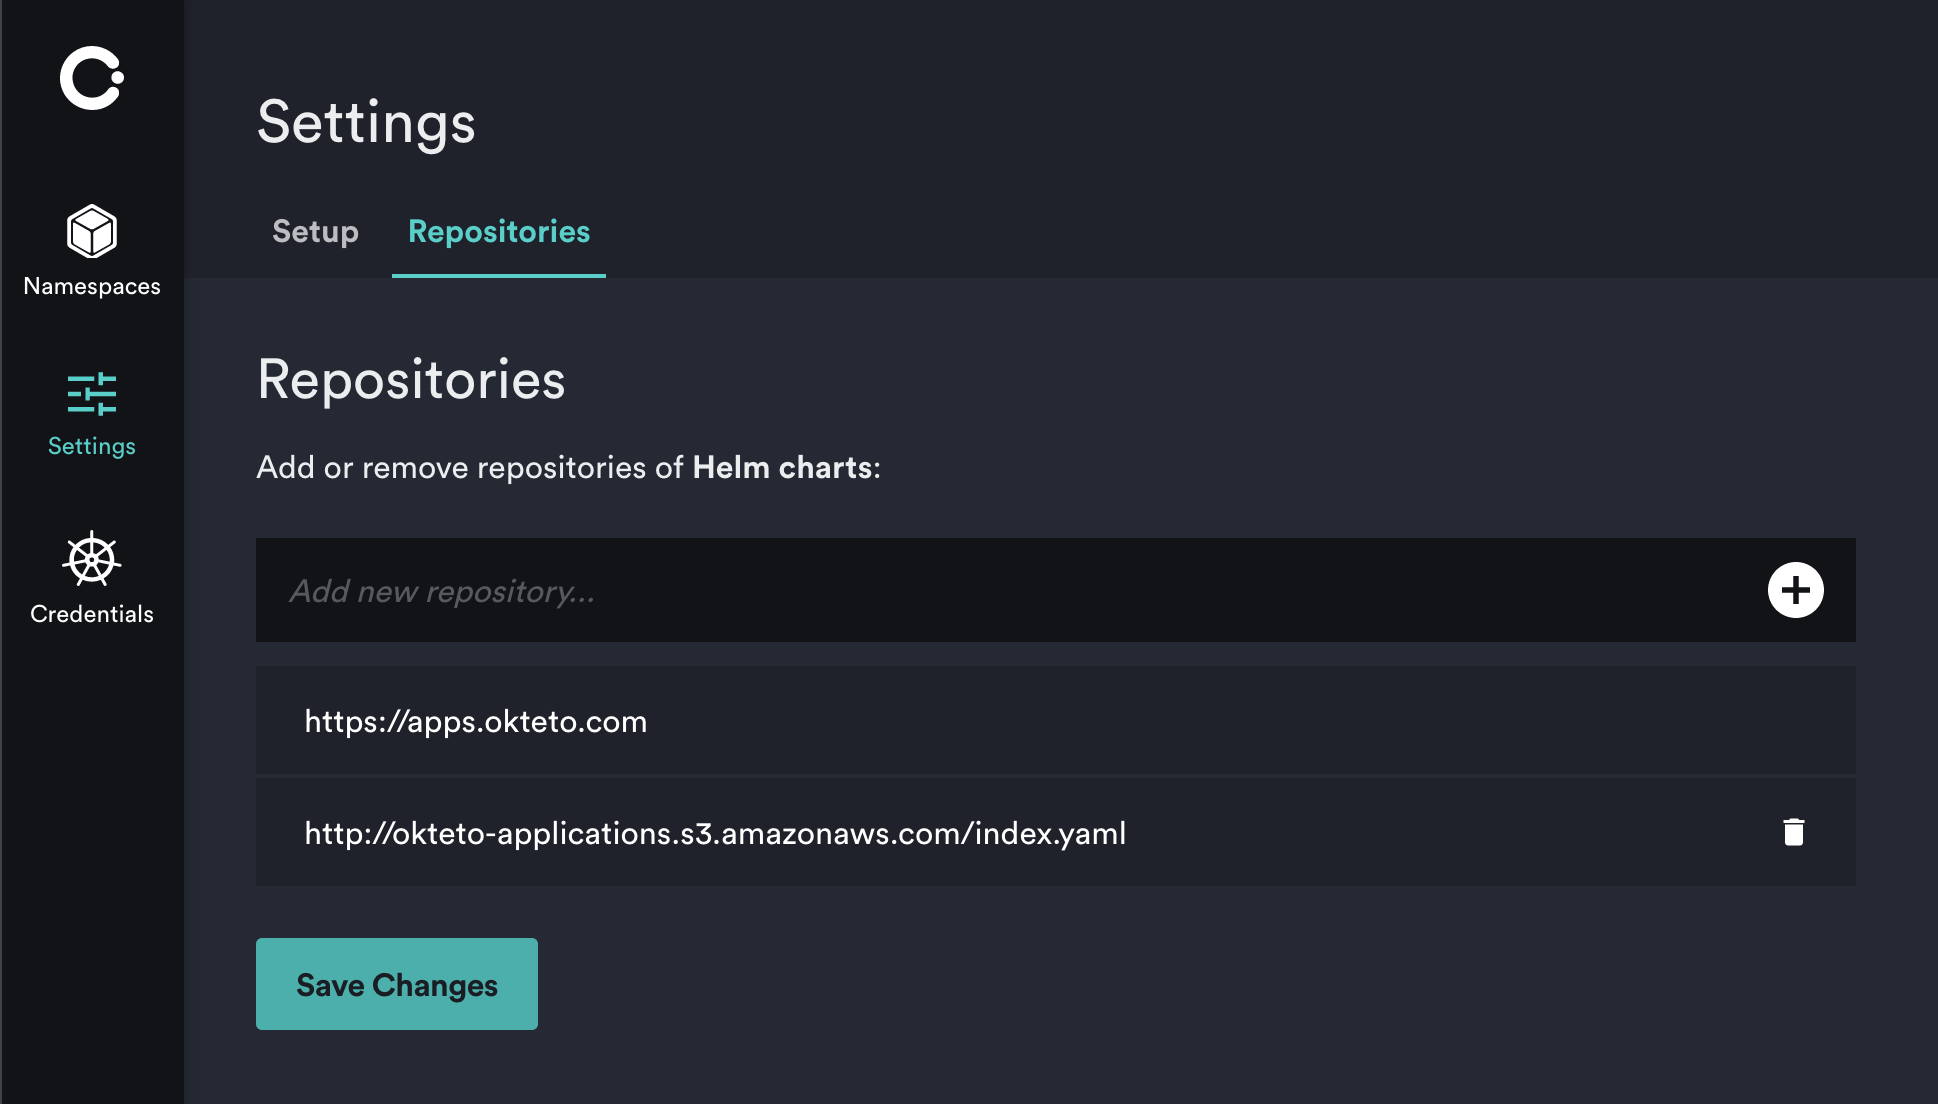 Settings
Setup
Repositories
Namespaces
Settings
Credentials
Repositories
Add or remove repositories of Helm charts:
Add new repository...
https://apps.okteto.com
http://okteto-applications.s3.amazonaws.com/index.yaml
Save Changes